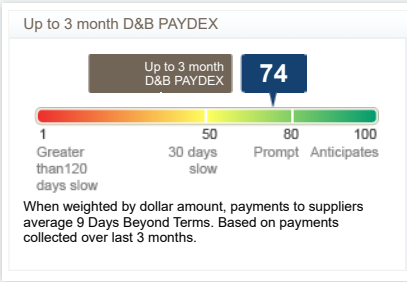 Up to 3 month D&B PAYDEX
Up to 3 month
D&B PAYDEX
74
1
50
80
100
Greater
than120
days slow
30 days
slow
Prompt
Anticipates
When weighted by dollar amount, payments to suppliers
average 9 Days Beyond Terms. Based on payments
collected over last 3 months.